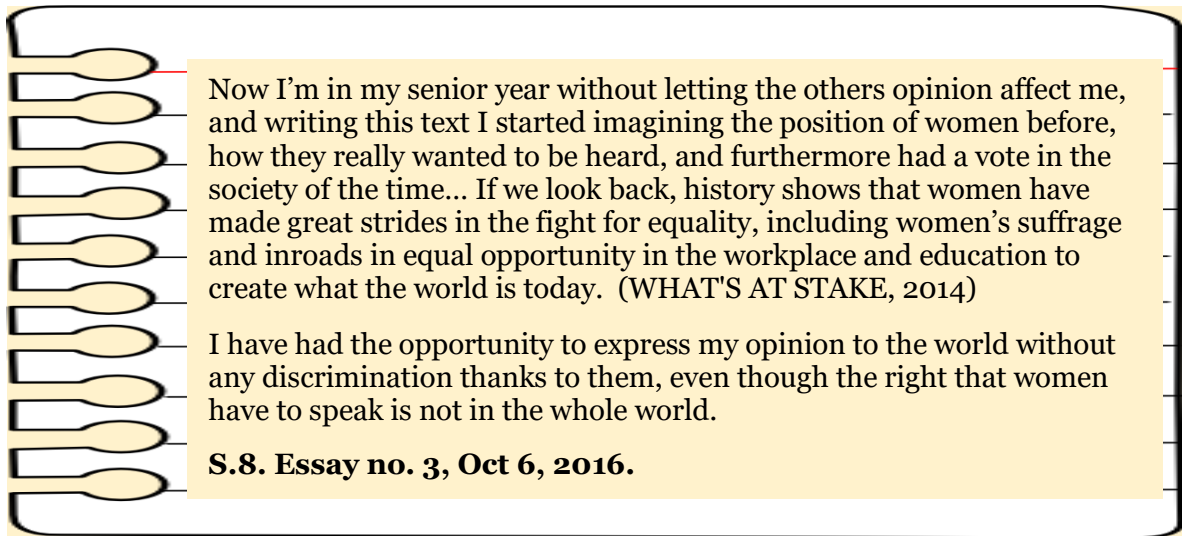 Now I’m in my senior year without letting the others opinion affect me,
and writing this text I started imagining the position of women before,
how they really wanted to be heard, and furthermore had a vote in the
society of the time… If we look back, history shows that women have
made great strides in the fight for equality, including women’s suffrage
and inroads in equal opportunity in the workplace and education to
create what the world is today.  (WHAT'S AT STAKE, 2014)
I have had the opportunity to express my opinion to the world without
any discrimination thanks to them, even though the right that women
have to speak is not in the whole world.
S.8. Essay no. 3, Oct 6, 2016.